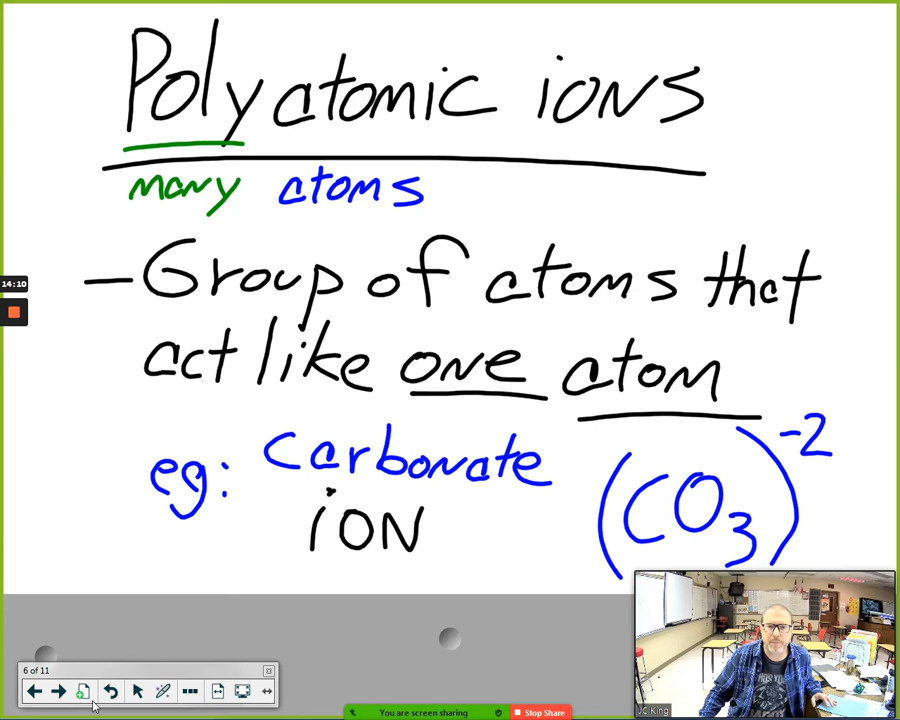 Polyatomic ions
many atoms
- Group of atoms that
act like one atom
eg: carbonate
ion
(CO3)-2
14:10
6 of 11
JC King
You are screen sharing
Stop Share